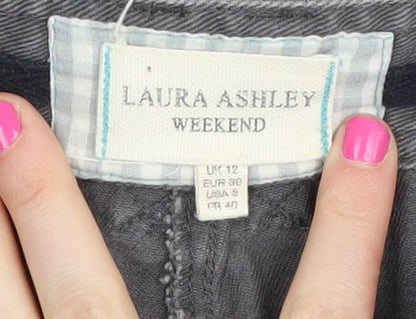 LAURA ASHLEY
WEEKEND
UK 12
EUR 38
USA 8
FR 40